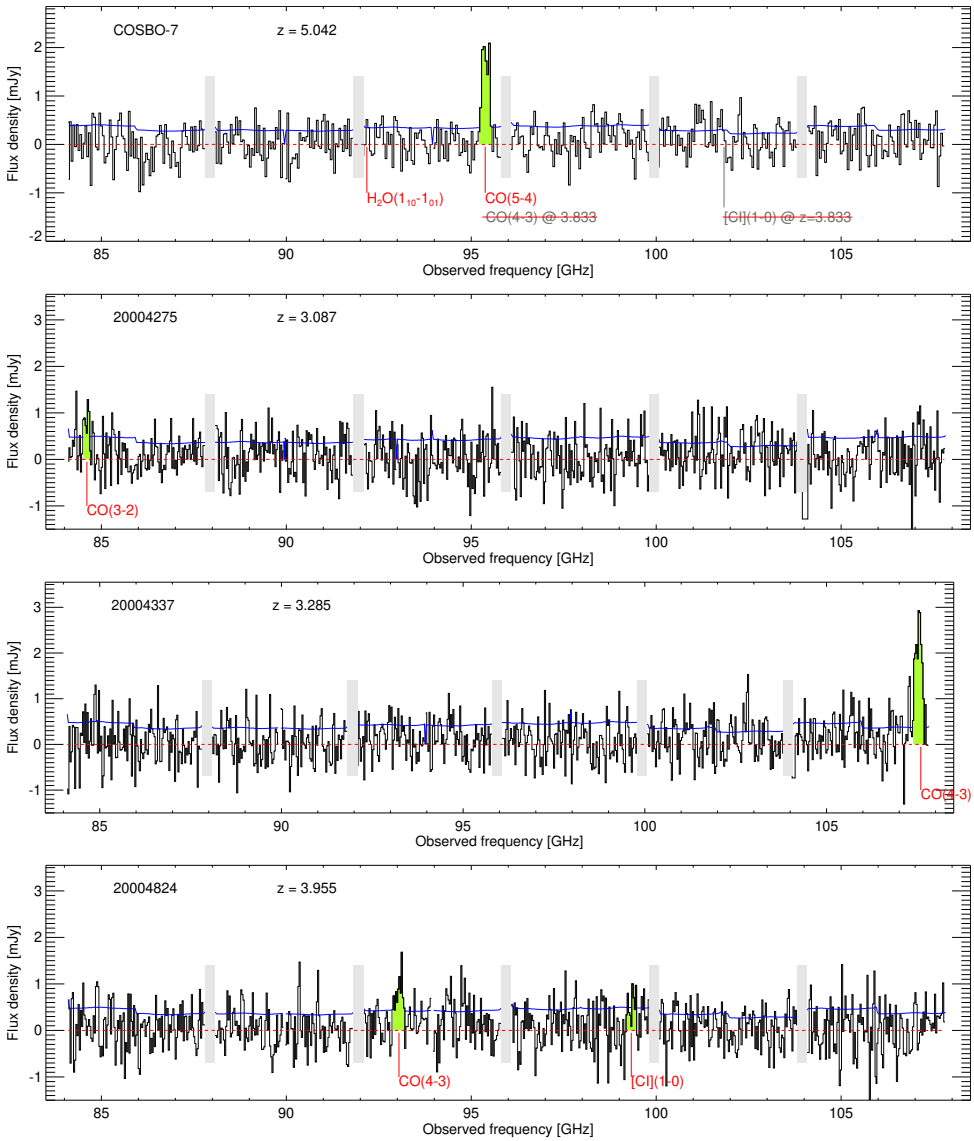 COSBO-7 z = 5.042
2
1
0
-1
-2
Flux density [mJy]
H₂O(1₁₀-1₀₁)
CO(5-4)
CO(4-3) @ 3.833
[CI](1-0) @ z=3.833
85 90 95 100 105
Observed frequency [GHz]
20004275 z = 3.087
3
2
1
0
-1
Flux density [mJy]
CO(3-2)
85 90 95 100 105
Observed frequency [GHz]
20004337 z = 3.285
3
2
1
0
-1
Flux density [mJy]
CO(4-3)
85 90 95 100 105
Observed frequency [GHz]
20004824 z = 3.955
3
2
1
0
-1
Flux density [mJy]
CO(4-3)
[CI](1-0)
85 90 95 100 105
Observed frequency [GHz]